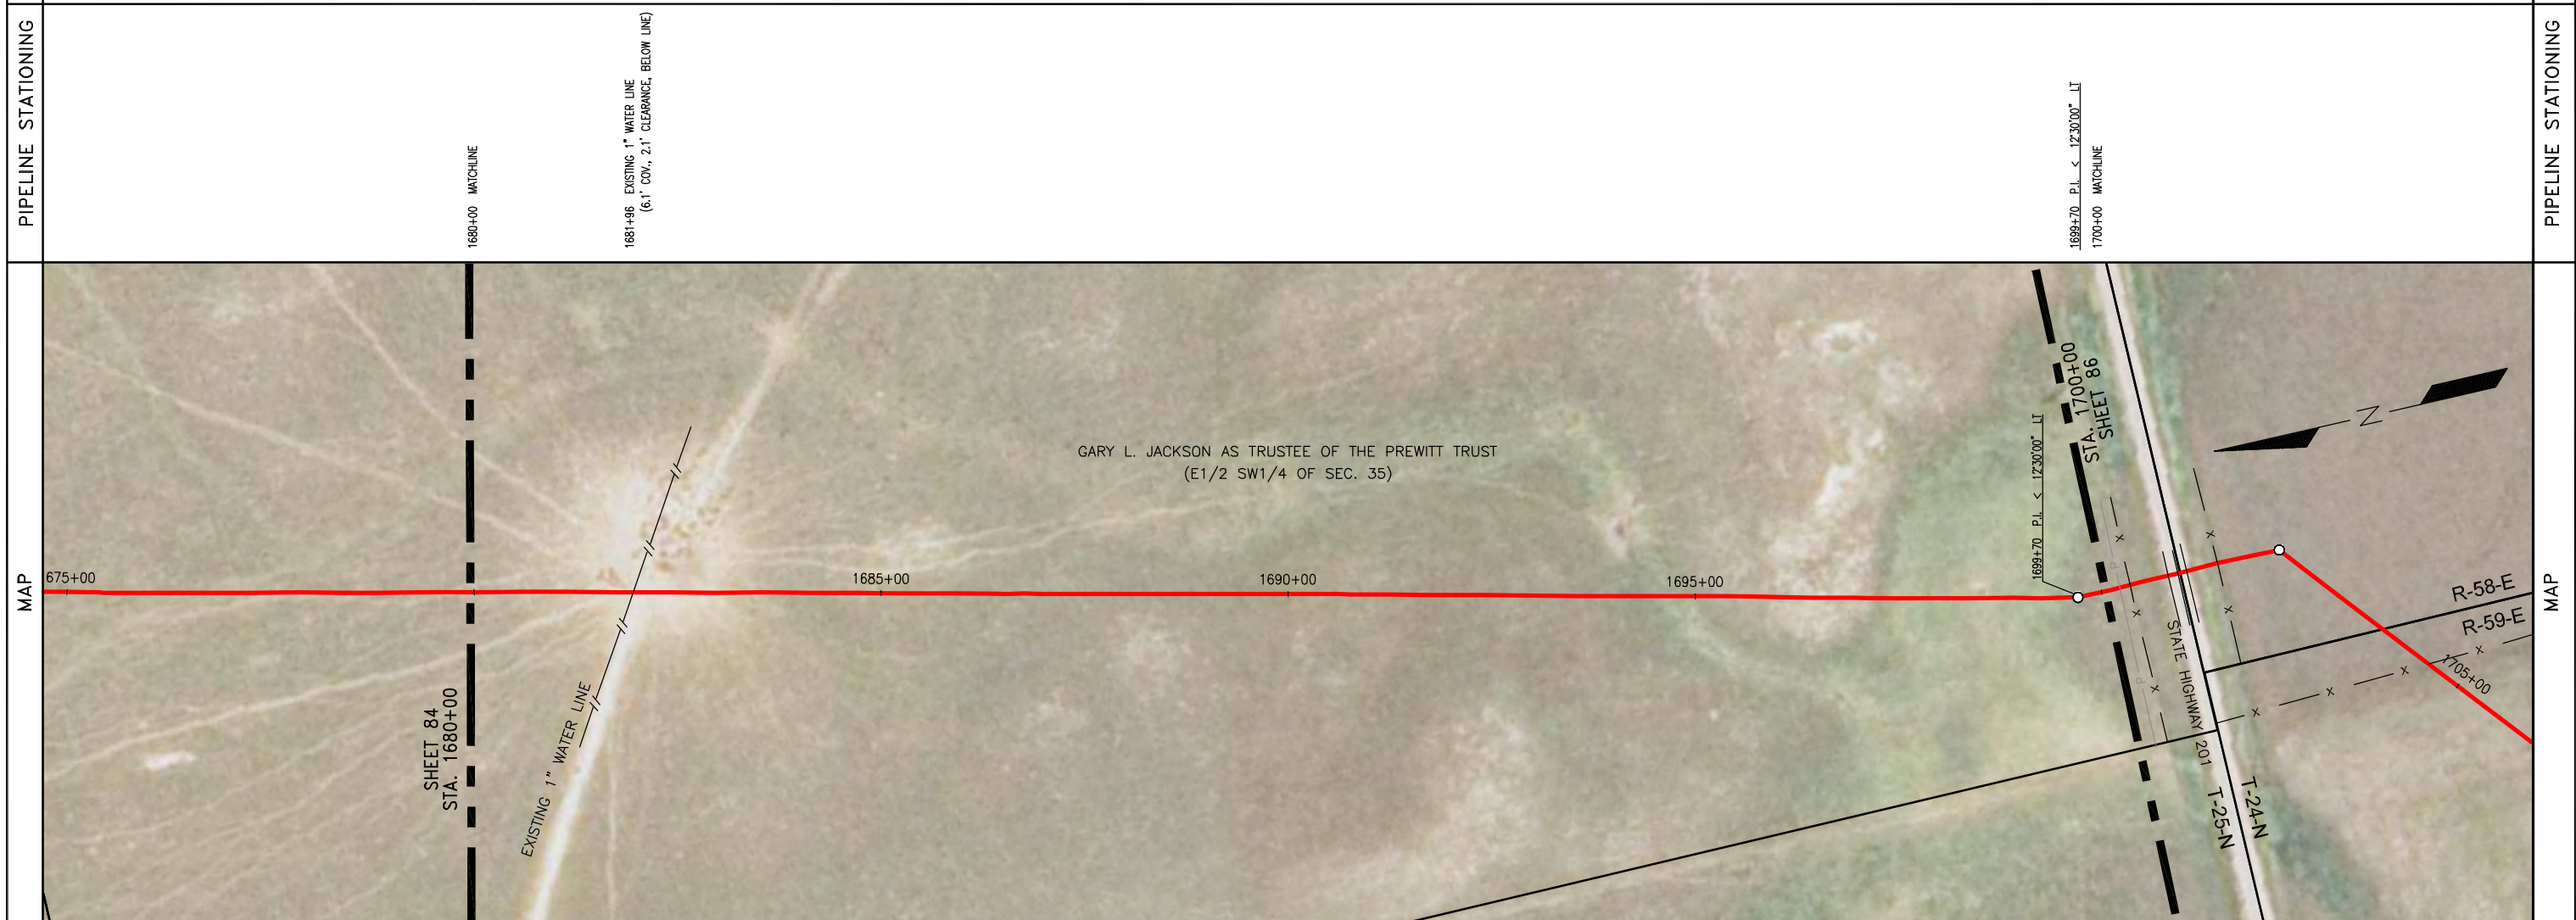 PIPELINE STATIONING
1680+00 MATCHLINE
1681+96 EXISTING 1" WATER LINE
(6.1' COV., 2.1' CLEARANCE, BELOW LINE)
1699+70 P.I. < 12°30'00" LT
1700+00 MATCHLINE
PIPELINE STATIONING
MAP
675+00
SHEET 84
STA. 1680+00
EXISTING 1" WATER LINE
1685+00
GARY L. JACKSON AS TRUSTEE OF THE PREWITT TRUST
(E1/2 SW1/4 OF SEC. 35)
1690+00
1695+00
1699+70 P.I. < 12°30'00" LT
STA. 1700+00
SHEET 86
STATE HIGHWAY 201
T-25-N
T-24-N
N
R-58-E
R-59-E
1705+00
MAP